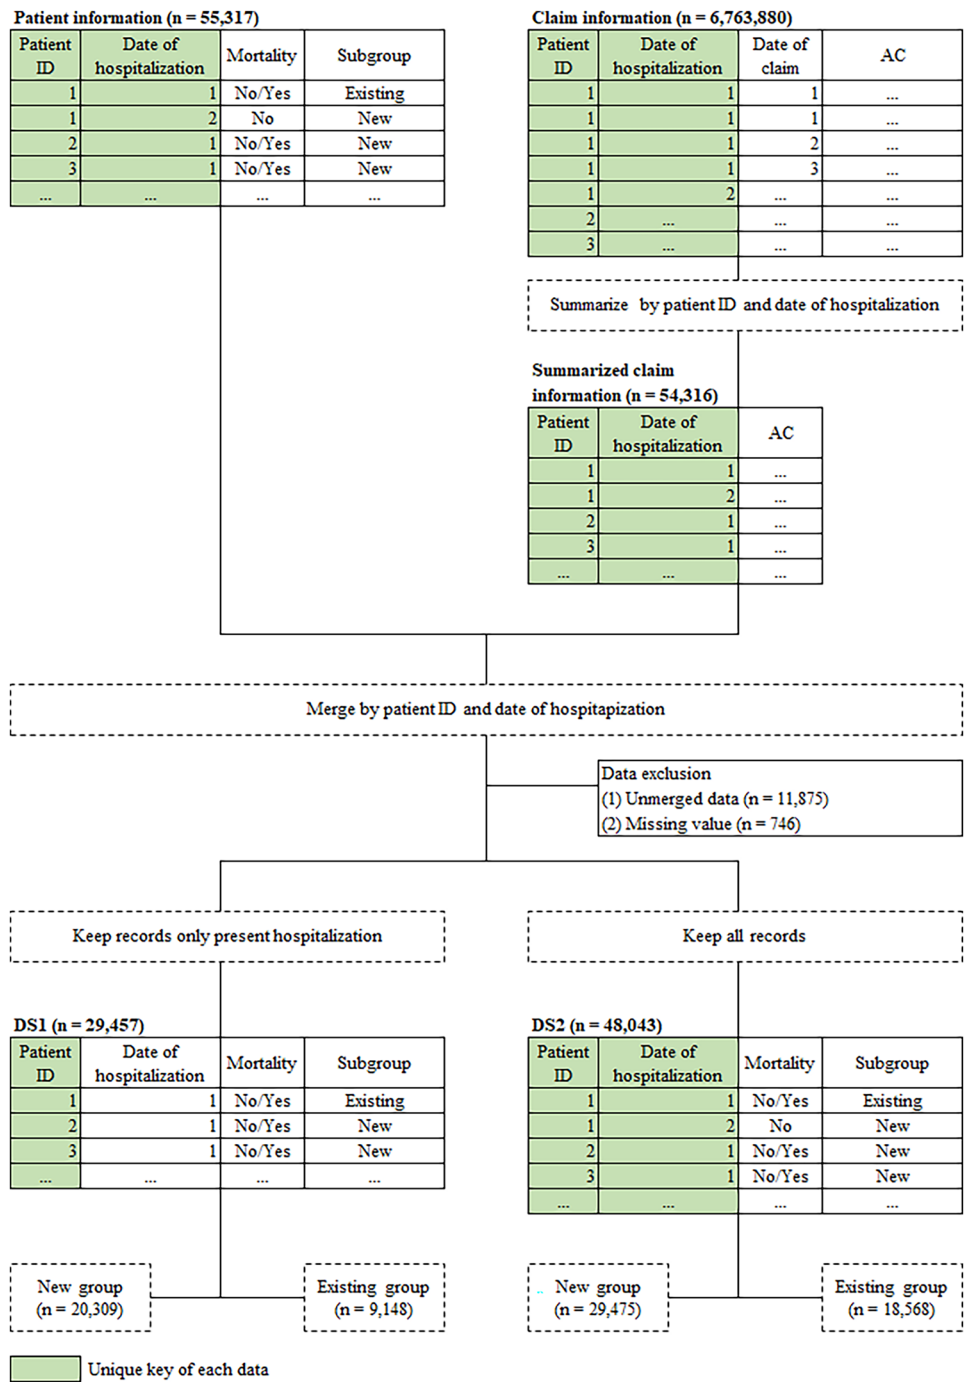 Patient information (n = 55,317)
Patient ID | Date of hospitalization | Mortality | Subgroup
1 | 1 | No/Yes | Existing
1 | 2 | No | New
2 | 1 | No/Yes | New
3 | 1 | No/Yes | New
... | ... | ... | ...
Claim information (n = 6,763,880)
Patient ID | Date of hospitalization | Date of claim | AC
1 | 1 | 1 | ...
1 | 1 | 1 | ...
1 | 1 | 2 | ...
1 | 1 | 3 | ...
1 | 2 | ... | ...
2 | ... | ... | ...
3 | ... | ... | ...
Summarize by patient ID and date of hospitalization
Summarized claim
information (n = 54,316)
Patient ID | Date of hospitalization | AC
1 | 1 | ...
1 | 2 | ...
2 | 1 | ...
3 | 1 | ...
... | ... | ...
Merge by patient ID and date of hospitapization
Data exclusion
(1) Unmerged data (n = 11,875)
(2) Missing value (n = 746)
Keep records only present hospitalization
Keep all records
DS1 (n = 29,457)
Patient ID | Date of hospitalization | Mortality | Subgroup
1 | 1 | No/Yes | Existing
2 | 1 | No/Yes | New
3 | 1 | No/Yes | New
... | ... | ... | ...
DS2 (n = 48,043)
Patient ID | Date of hospitalization | Mortality | Subgroup
1 | 1 | No/Yes | Existing
1 | 2 | No | New
2 | 1 | No/Yes | New
3 | 1 | No/Yes | New
... | ... | ... | ...
New group
(n = 20,309)
Existing group
(n = 9,148)
New group
(n = 29,475)
Existing group
(n = 18,568)
Unique key of each data